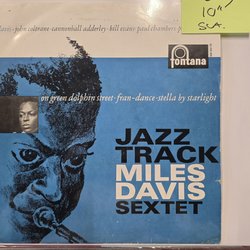 10"
john coltrane·cannonball adderley·bill evans paul chambers
fontana
on green dolphin street·fran-dance·stella by starlight
JAZZ
TRACK
MILES
DAVIS
SEXTET